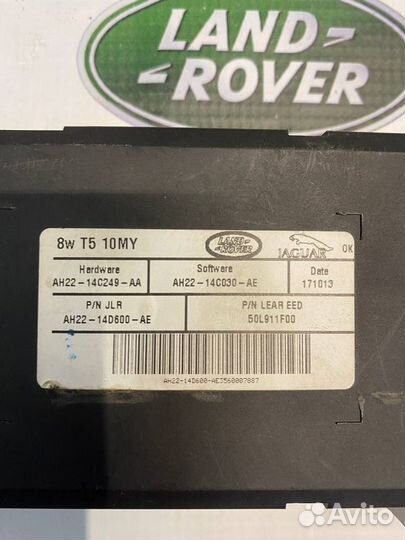 LAND-
ROVER
8w T5 10MY
LAND-
ROVER
JAGUAR
OK
Hardware
Software
Date
AH22-14C249-AA
AH22-14C030-AE
171013
P/N JLR
P/N LEAR EED
AH22-14D600-AE
50L911F00
AH22-14D600-AE3560007887
Avito